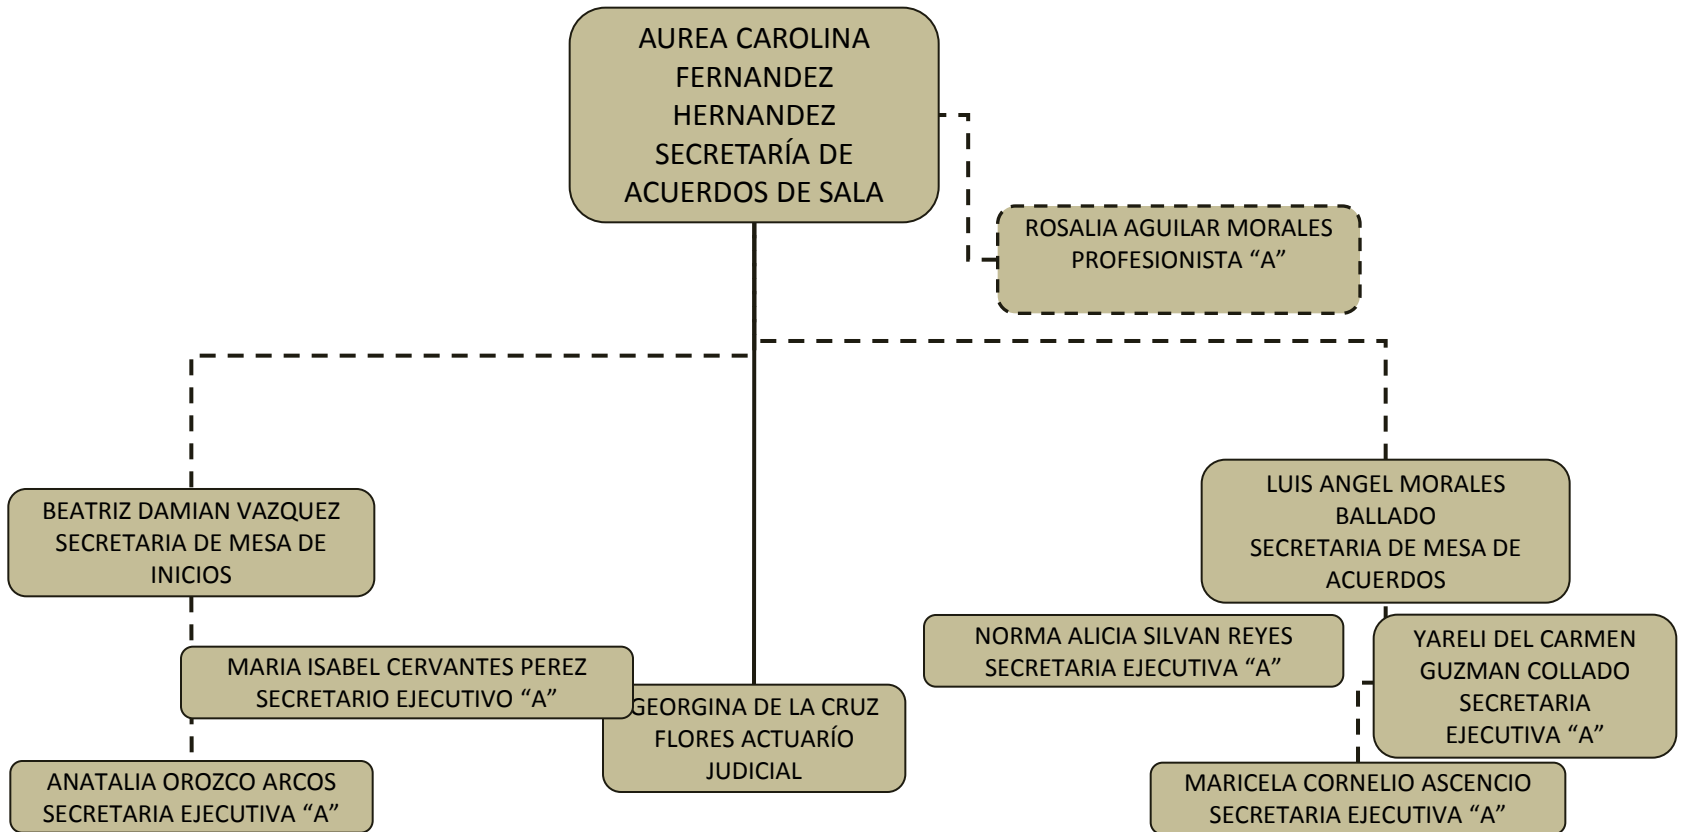 AUREA CAROLINA
FERNANDEZ
HERNANDEZ
SECRETARÍA DE
ACUERDOS DE SALA
ROSALIA AGUILAR MORALES
PROFESIONISTA “A”
BEATRIZ DAMIAN VAZQUEZ
SECRETARIA DE MESA DE
INICIOS
LUIS ANGEL MORALES
BALLADO
SECRETARIA DE MESA DE
ACUERDOS
MARIA ISABEL CERVANTES PEREZ
SECRETARIO EJECUTIVO “A”
GEORGINA DE LA CRUZ
FLORES ACTUARÍO
JUDICIAL
NORMA ALICIA SILVAN REYES
SECRETARIA EJECUTIVA “A”
YARELI DEL CARMEN
GUZMAN COLLADO
SECRETARIA
EJECUTIVA “A”
ANATALIA OROZCO ARCOS
SECRETARIA EJECUTIVA “A”
MARICELA CORNELIO ASCENCIO
SECRETARIA EJECUTIVA “A”